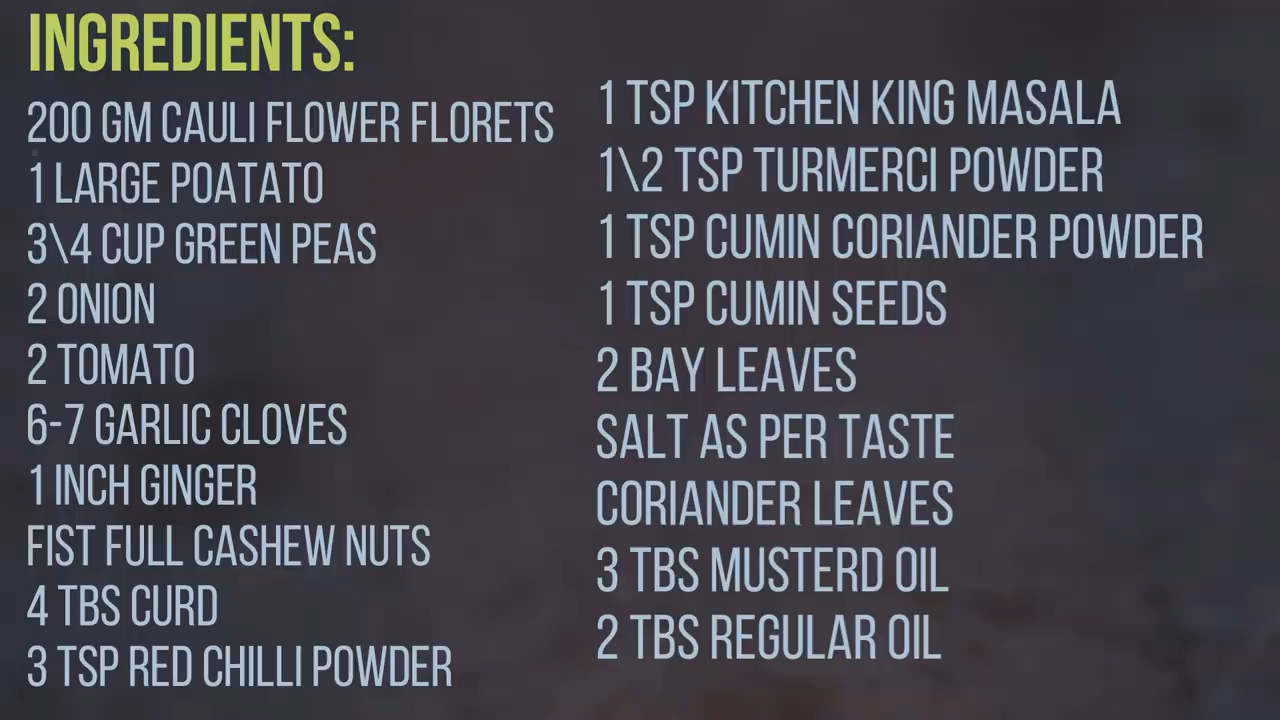 INGREDIENTS:
200 GM CAULI FLOWER FLORETS
1 LARGE POATATO
3\4 CUP GREEN PEAS
2 ONION
2 TOMATO
6-7 GARLIC CLOVES
1 INCH GINGER
FIST FULL CASHEW NUTS
4 TBS CURD
3 TSP RED CHILLI POWDER
1 TSP KITCHEN KING MASALA
1\2 TSP TURMERCI POWDER
1 TSP CUMIN CORIANDER POWDER
1 TSP CUMIN SEEDS
2 BAY LEAVES
SALT AS PER TASTE
CORIANDER LEAVES
3 TBS MUSTERD OIL
2 TBS REGULAR OIL